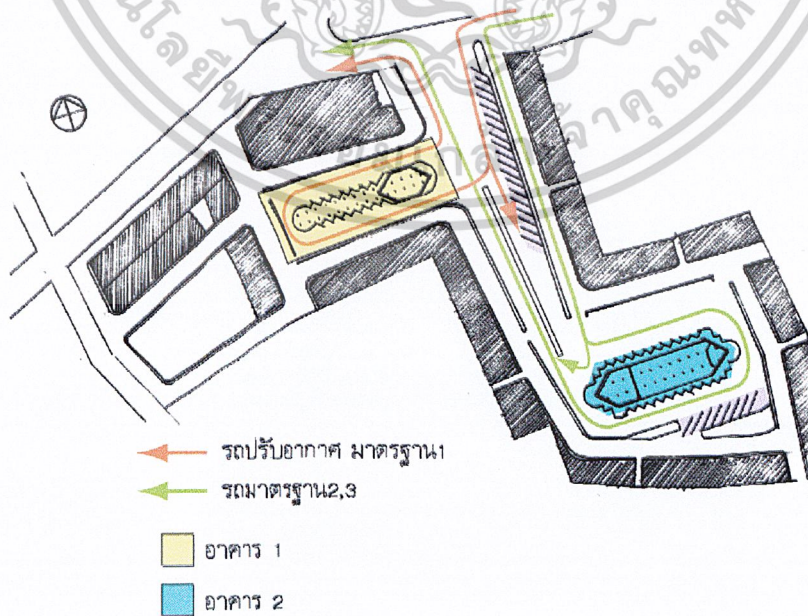 รถปรับอากาศ มาตรฐาน1
รถมาตรฐาน2,3
อาคาร 1
อาคาร 2